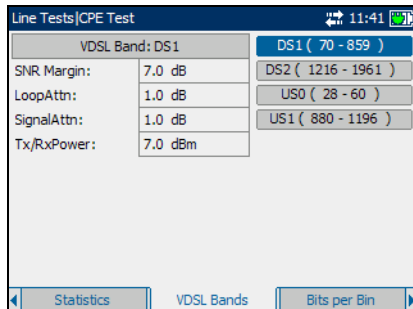 Line Tests|CPE Test 11:41
VDSL Band: DS1
SNR Margin: 7.0 dB
LoopAttn: 1.0 dB
SignalAttn: 1.0 dB
Tx/RxPower: 7.0 dBm
DS1 ( 70 - 859 )
DS2 ( 1216 - 1961 )
US0 ( 28 - 60 )
US1 ( 880 - 1196 )
Statistics VDSL Bands Bits per Bin